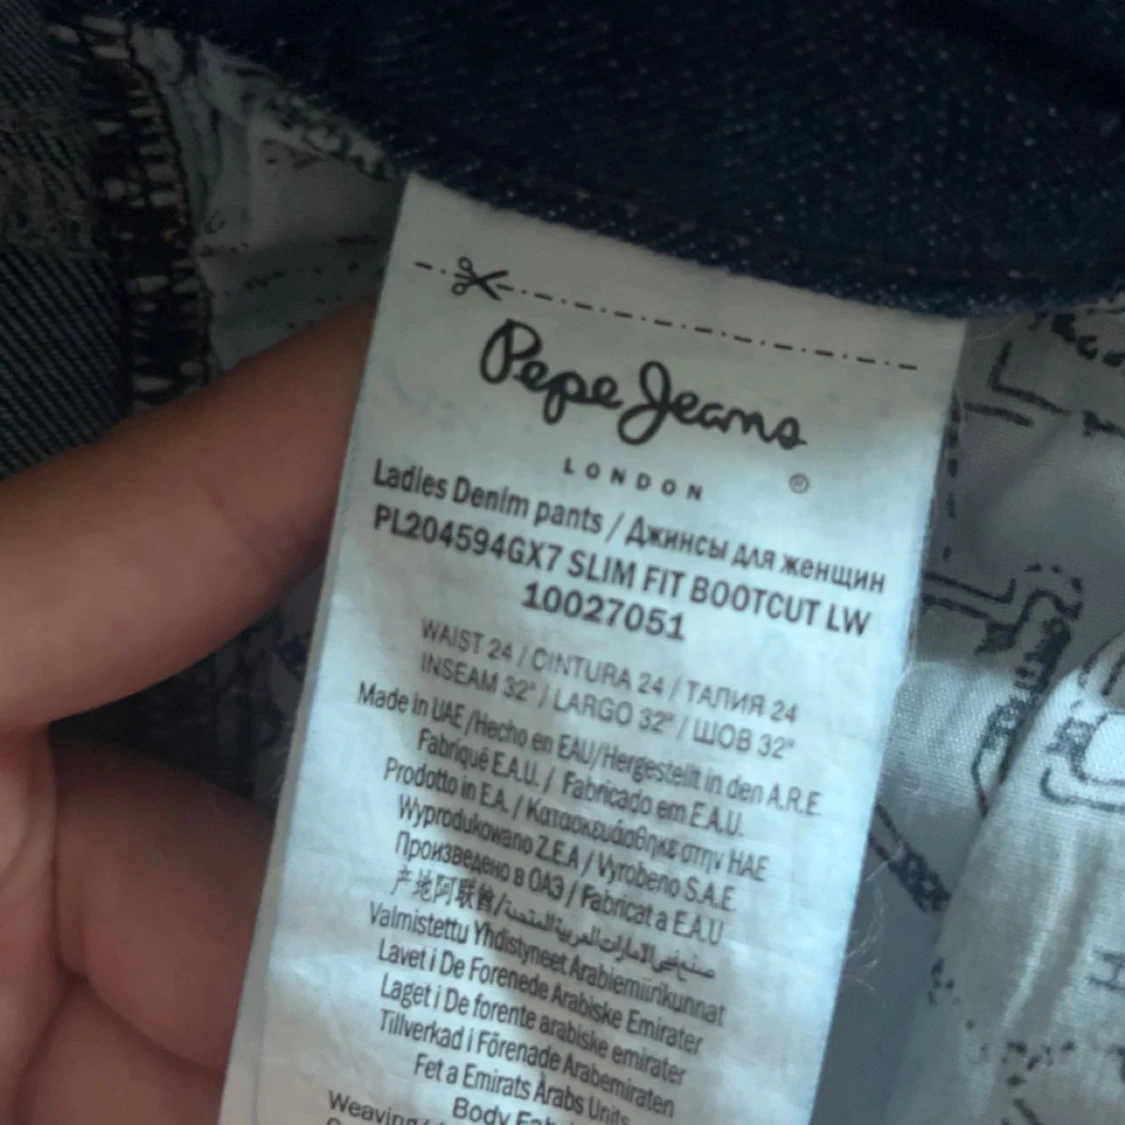 Pepe Jeans
LONDON ®
Ladies Denim pants / Джинсы для женщин
PL204594GX7 SLIM FIT BOOTCUT LW
10027051
WAIST 24 / CINTURA 24 / ТАЛИЯ 24
INSEAM 32" / LARGO 32" / ШОВ 32"
Made in UAE /Hecho en EAU/Hergestellt in den A.R.E
Fabriqué E.A.U. / Fabricado em E.A.U.
Prodotto in E.A. / Κατασκευάσθηκε στην HAE
Wyprodukowano Z.E.A / Vyrobeno S.A.E.
Произведено в ОАЭ / Fabricat a E.A.U
产地阿联酋/صنع في الامارات العربية المتحدة
Valmistettu Yhdistyneet Arabiemiirikunnat
Lavet i De Forenede Arabiske Emirater
Laget i De forente arabiske emirater
Tillverkad i Förenade Arabemiraten
Fet a Emirats Àrabs Units
Body
Weaving/